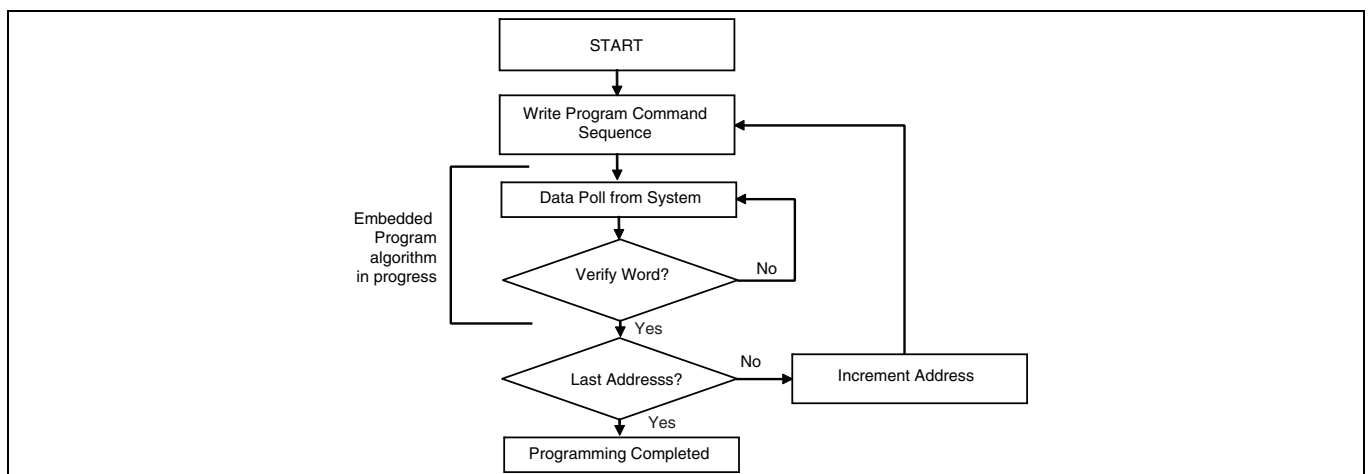 START
Write Program Command
Sequence
Data Poll from System
Embedded
Program
algorithm
in progress
Verify Word?
No
Yes
Last Addresss?
No
Increment Address
Yes
Programming Completed